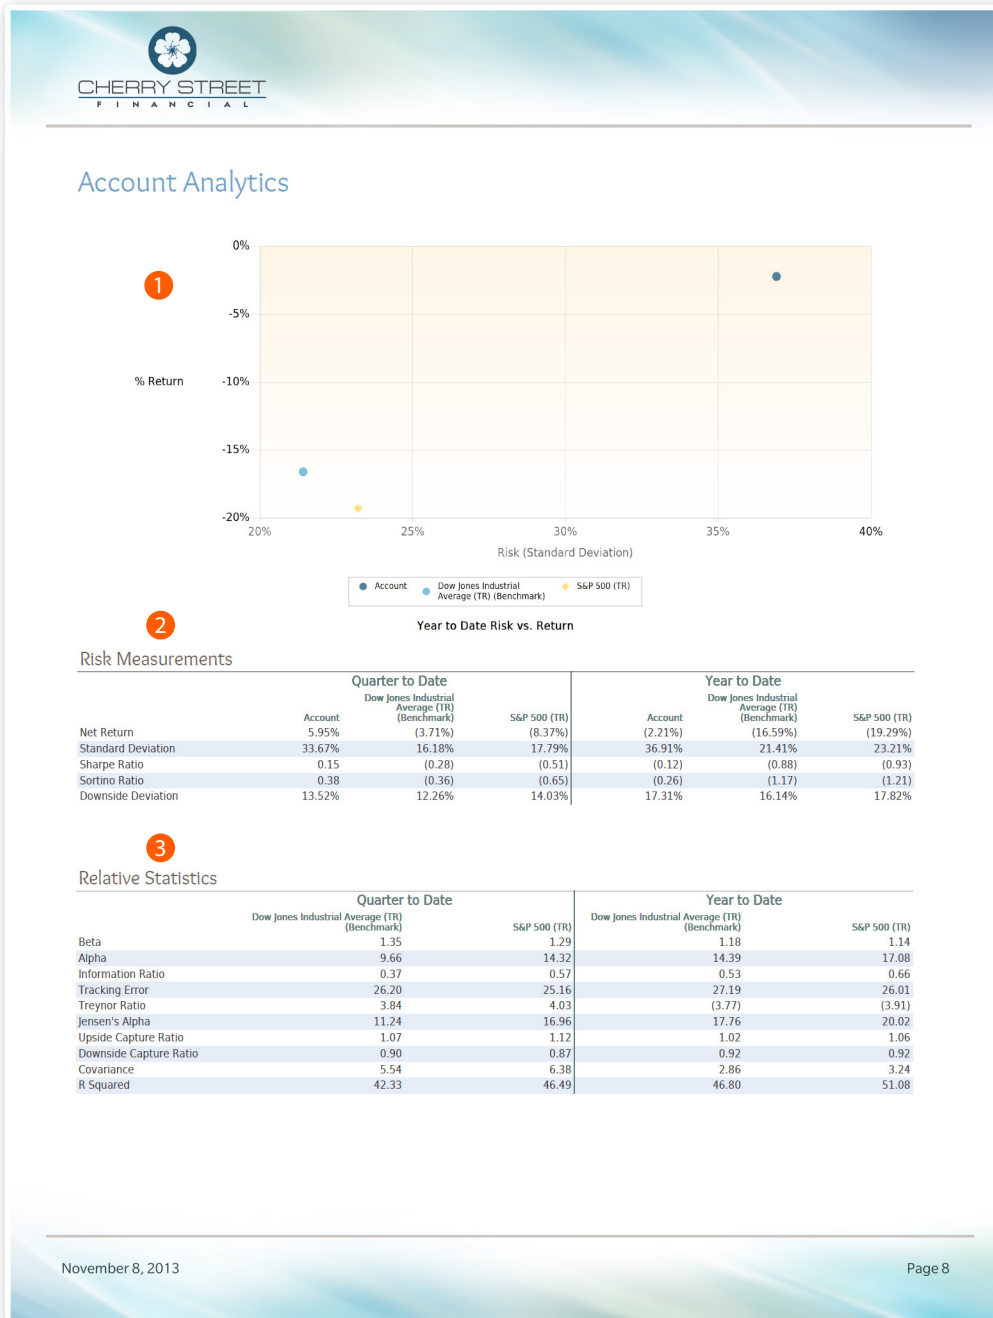 CHERRY STREET
FINANCIAL
Account Analytics
1
0%
-5%
% Return
-10%
-15%
-20%
20% 25% 30% 35% 40%
Risk (Standard Deviation)
Account Dow Jones Industrial S&P 500 (TR)
Average (TR) (Benchmark)
Year to Date Risk vs. Return
2
Risk Measurements
Quarter to Date Year to Date
Dow Jones Industrial Dow Jones Industrial
Average (TR) Average (TR)
Account (Benchmark) S&P 500 (TR) Account (Benchmark) S&P 500 (TR)
Net Return 5.95% (3.71%) (8.37%) (2.21%) (16.59%) (19.29%)
Standard Deviation 33.67% 16.18% 17.79% 36.91% 21.41% 23.21%
Sharpe Ratio 0.15 (0.28) (0.51) (0.12) (0.88) (0.93)
Sortino Ratio 0.38 (0.36) (0.65) (0.26) (1.17) (1.21)
Downside Deviation 13.52% 12.26% 14.03% 17.31% 16.14% 17.82%
3
Relative Statistics
Quarter to Date Year to Date
Dow Jones Industrial Average (TR) Dow Jones Industrial Average (TR)
(Benchmark) S&P 500 (TR) (Benchmark) S&P 500 (TR)
Beta 1.35 1.29 1.18 1.14
Alpha 9.66 14.32 14.39 17.08
Information Ratio 0.37 0.57 0.53 0.66
Tracking Error 26.20 25.16 27.19 26.01
Treynor Ratio 3.84 4.03 (3.77) (3.91)
Jensen's Alpha 11.24 16.96 17.76 20.02
Upside Capture Ratio 1.07 1.12 1.02 1.06
Downside Capture Ratio 0.90 0.87 0.92 0.92
Covariance 5.54 6.38 2.86 3.24
R Squared 42.33 46.49 46.80 51.08
November 8, 2013 Page 8